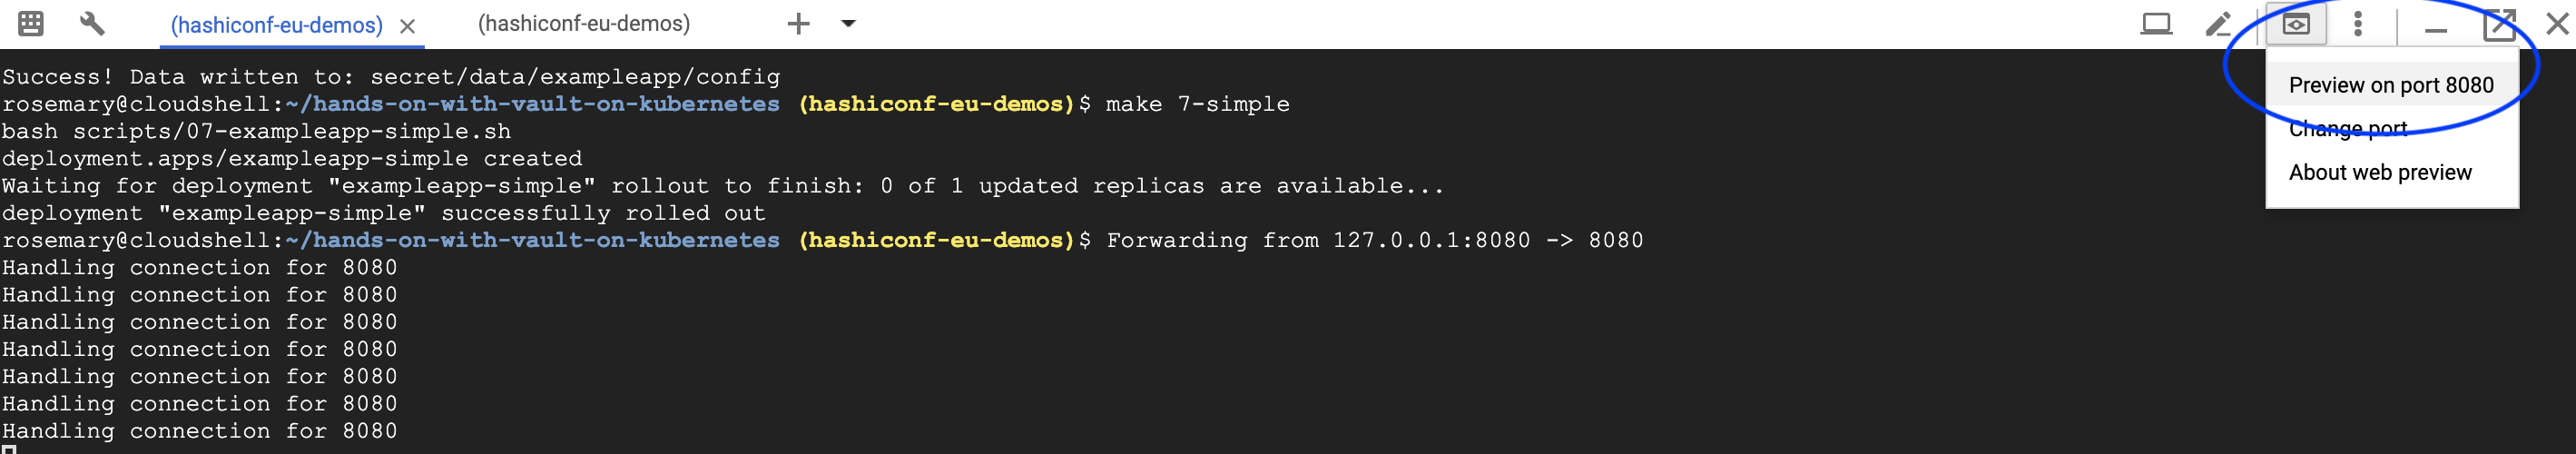 (hashiconf-eu-demos) (hashiconf-eu-demos)
Success! Data written to: secret/data/exampleapp/config
rosemary@cloudshell:~/hands-on-with-vault-on-kubernetes (hashiconf-eu-demos)$ make 7-simple
bash scripts/07-exampleapp-simple.sh
deployment.apps/exampleapp-simple created
Waiting for deployment "exampleapp-simple" rollout to finish: 0 of 1 updated replicas are available...
deployment "exampleapp-simple" successfully rolled out
rosemary@cloudshell:~/hands-on-with-vault-on-kubernetes (hashiconf-eu-demos)$ Forwarding from 127.0.0.1:8080 -> 8080
Handling connection for 8080
Handling connection for 8080
Handling connection for 8080
Handling connection for 8080
Handling connection for 8080
Handling connection for 8080
Handling connection for 8080
Preview on port 8080
Change port
About web preview